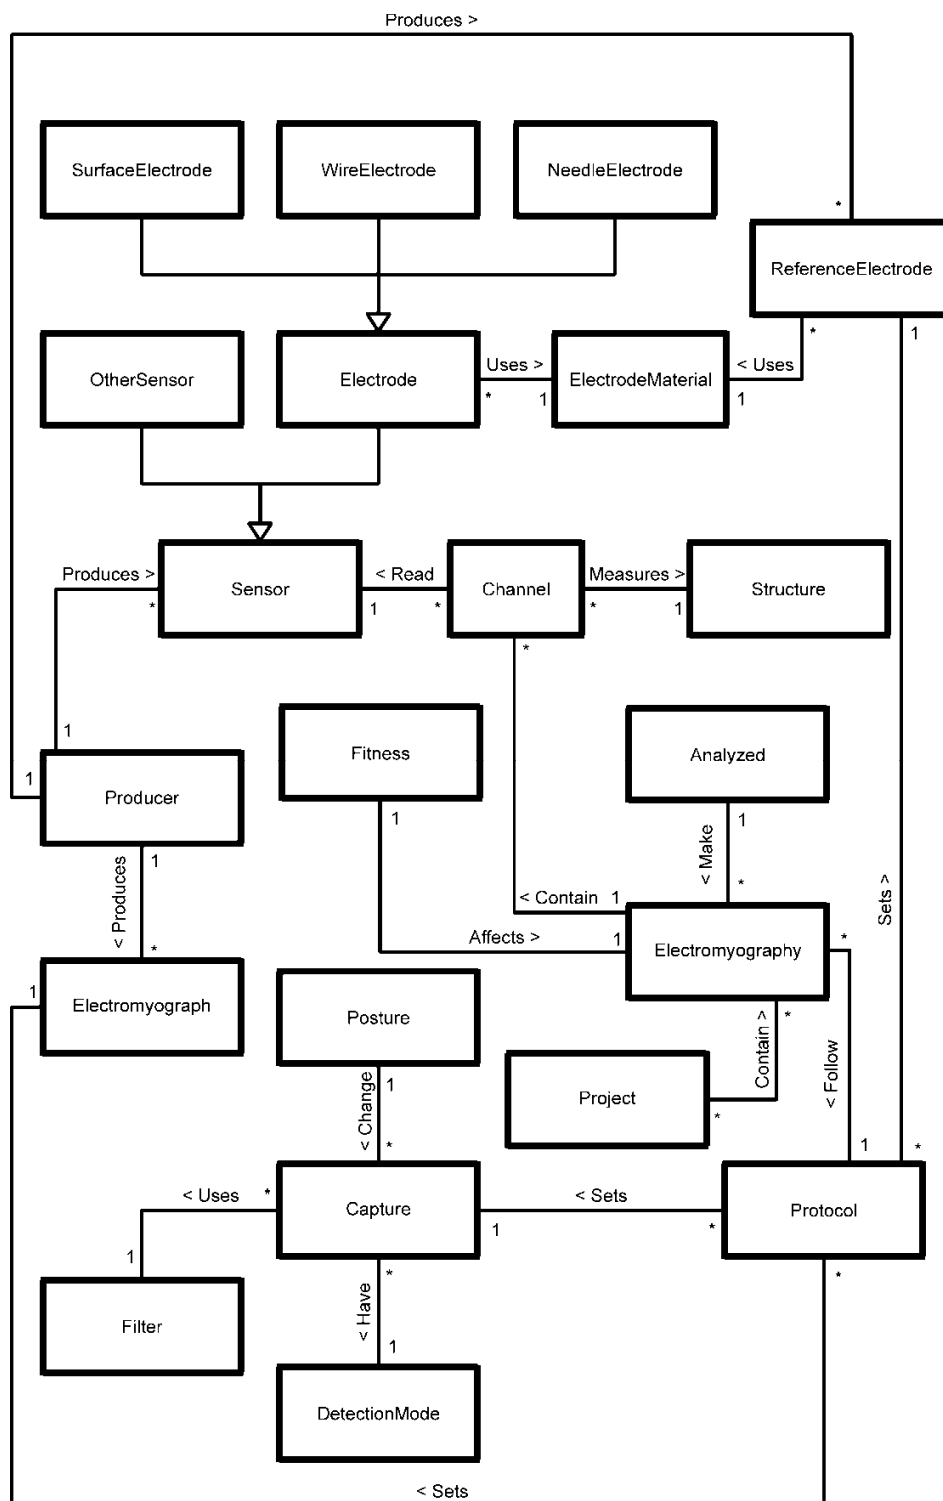 Produces >
SurfaceElectrode
WireElectrode
NeedleElectrode
*
ReferenceElectrode
OtherSensor
Electrode
Uses >
*
1
ElectrodeMaterial
< Uses
1
*
1
Produces >
*
Sensor
< Read
1
*
Channel
Measures >
*
1
Structure
*
1
1
Producer
1
Fitness
1
Analyzed
1
< Make
*
< Produces
*
< Contain
1
Affects >
1
Electromyography
*
Sets >
1
Electromyograph
Posture
1
< Change
*
Contain >
*
Project
*
< Follow
1
*
< Uses
*
Capture
< Sets
1
*
Protocol
*
1
Filter
*
< Have
1
DetectionMode
< Sets